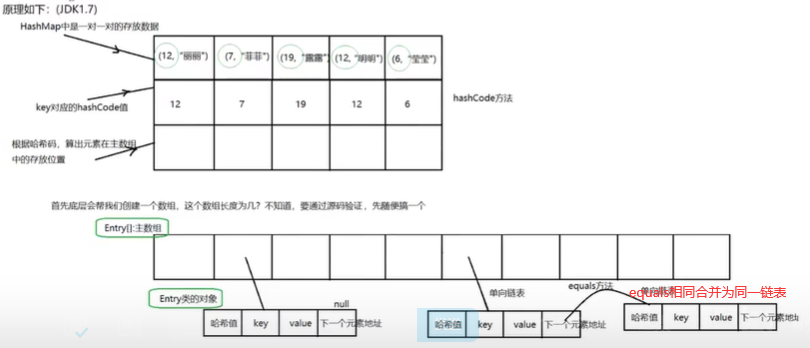 原理如下：(JDK1.7)
HashMap中是一对一对的存放数据
(12, "丽丽") (7, "菲菲") (19, "露露") (12, "明明") (6, "莹莹")
key对应的hashCode值 12 7 19 12 6 hashCode方法
根据哈希码，算出元素在主数组
中的存放位置
首先底层会帮我们创建一个数组，这个数组长度为几？不知道，要通过源码验证，先随便搞一个
Entry[]:主数组
Entry类的对象
null
单向链表
equals方法
单向链表
equals相同合并为同一链表
哈希值 key value 下一个元素地址
哈希值 key value 下一个元素地址
哈希值 key value 下一个元素地址